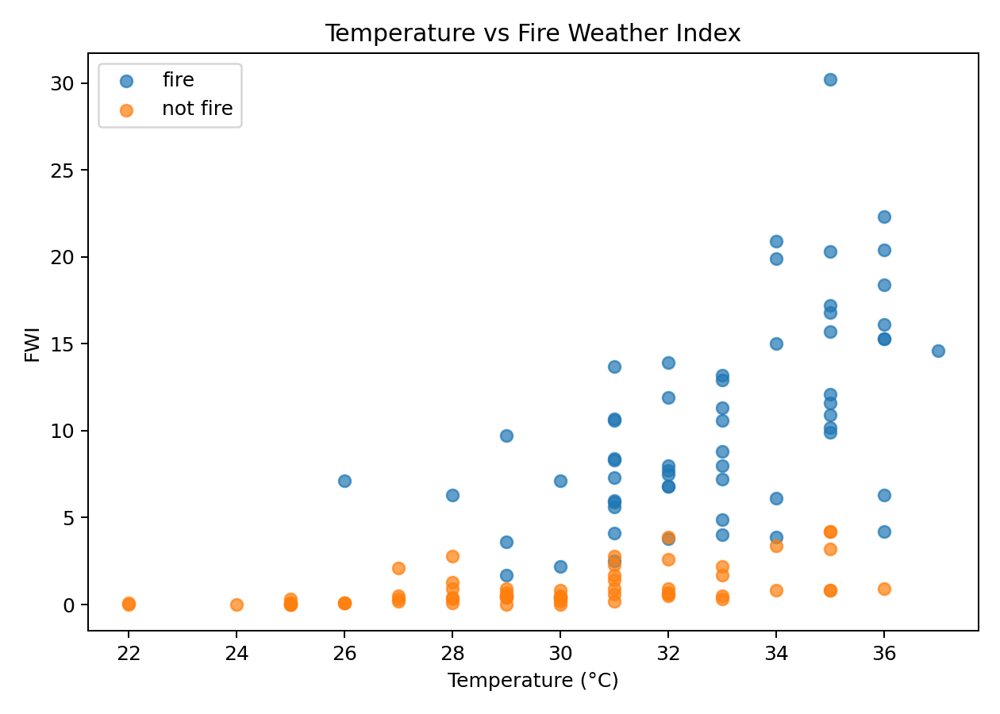 Temperature vs Fire Weather Index
fire
not fire
30
25
20
15
10
5
0
FWI
22 24 26 28 30 32 34 36
Temperature (°C)